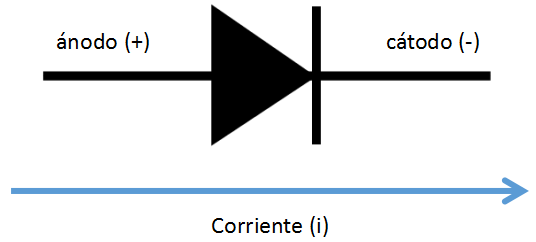 ánodo (+)
cátodo (-)
Corriente (i)